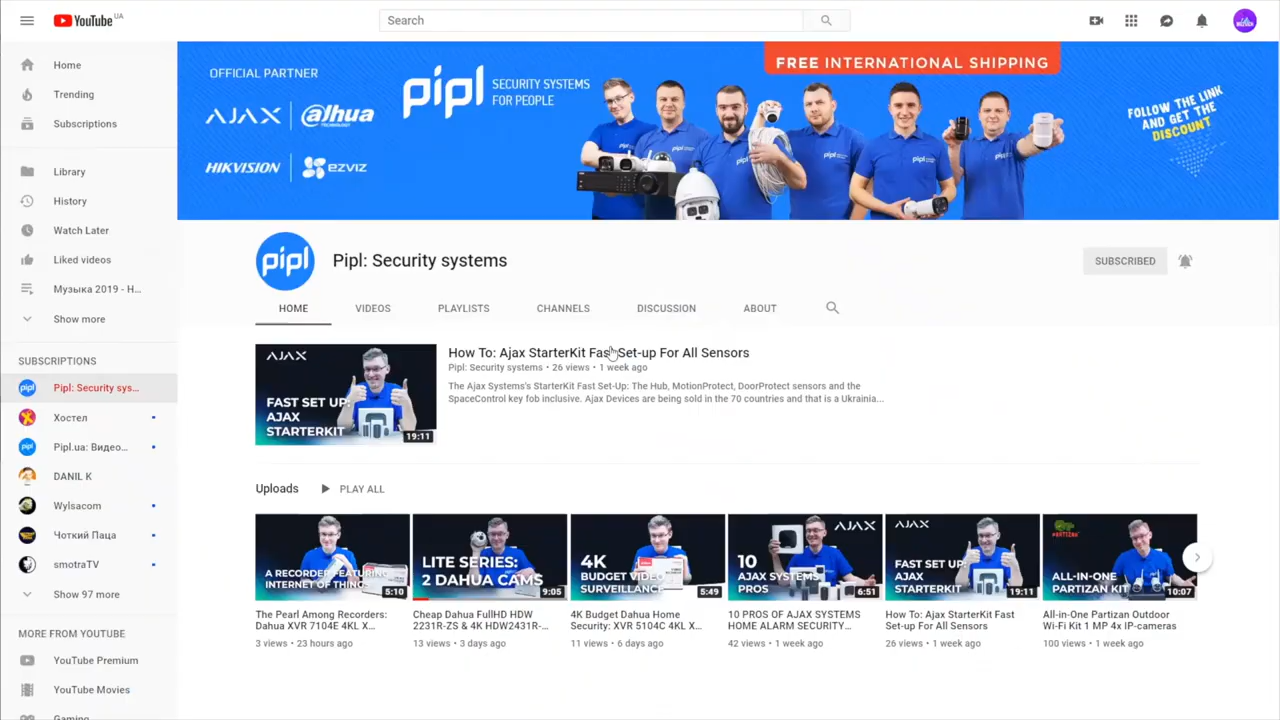 YouTube UA
Search
Home
Trending
Subscriptions
Library
History
Watch Later
Liked videos
Музыка 2019 - Н...
Show more
SUBSCRIPTIONS
Pipl: Security sys...
Хостел
Pipl.ua: Видео...
DANIL K
Wylsacom
Чоткий Паца
smotraTV
Show 97 more
MORE FROM YOUTUBE
YouTube Premium
YouTube Movies
Gaming
OFFICIAL PARTNER
AJAX
alhua
TECHNOLOGY
HIKVISION
ezviz
pipl
SECURITY SYSTEMS
FOR PEOPLE
FREE INTERNATIONAL SHIPPING
FOLLOW THE LINK
AND GET THE
DISCOUNT
pipl
Pipl: Security systems
SUBSCRIBED
HOME
VIDEOS
PLAYLISTS
CHANNELS
DISCUSSION
ABOUT
AJAX
FAST SET UP:
AJAX
STARTERKIT
19:11
How To: Ajax StarterKit Fast Set-up For All Sensors
Pipl: Security systems • 26 views • 1 week ago
The Ajax Systems's StarterKit Fast Set-Up: The Hub, MotionProtect, DoorProtect sensors and the
SpaceControl key fob inclusive. Ajax Devices are being sold in the 70 countries and that is a Ukrainia...
Uploads
PLAY ALL
A RECORDER FEATURING
INTERNET OF THINGS
5:10
The Pearl Among Recorders:
Dahua XVR 7104E 4KL X...
3 views • 23 hours ago
LITE SERIES:
2 DAHUA CAMS
9:05
Cheap Dahua FullHD HDW
2231R-ZS & 4K HDW2431R-...
13 views • 3 days ago
4K
BUDGET VIDEO
SURVEILLANCE
5:49
4K Budget Dahua Home
Security: XVR 5104C 4KL X...
11 views • 6 days ago
AJAX
10
AJAX SYSTEMS
PROS
6:51
10 PROS OF AJAX SYSTEMS
HOME ALARM SECURITY...
42 views • 1 week ago
AJAX
FAST SET UP:
AJAX
STARTERKIT
19:11
How To: Ajax StarterKit Fast
Set-up For All Sensors
26 views • 1 week ago
PARTIZAN
ALL-IN-ONE
PARTIZAN KIT
10:07
All-in-One Partizan Outdoor
Wi-Fi Kit 1 MP 4x IP-cameras
100 views • 1 week ago